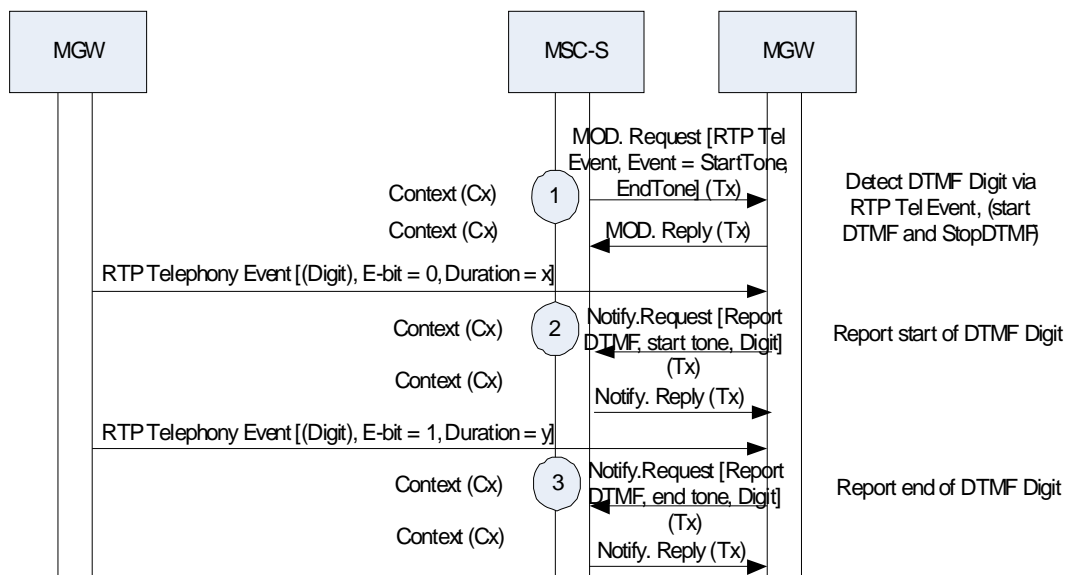 MGW
MSC-S
MGW
MOD. Request [RTP Tel
Event, Event = StartTone,
EndTone] (Tx)
Context (Cx)
1
Detect DTMF Digit via
RTP Tel Event, (start
DTMF and StopDTMF)
Context (Cx)
MOD. Reply (Tx)
RTP Telephony Event [(Digit), E-bit = 0, Duration = x]
Context (Cx)
2
Notify.Request [Report
DTMF, start tone, Digit]
(Tx)
Report start of DTMF Digit
Context (Cx)
Notify. Reply (Tx)
RTP Telephony Event [(Digit), E-bit = 1, Duration = y]
Context (Cx)
3
Notify.Request [Report
DTMF, end tone, Digit]
(Tx)
Report end of DTMF Digit
Context (Cx)
Notify. Reply (Tx)